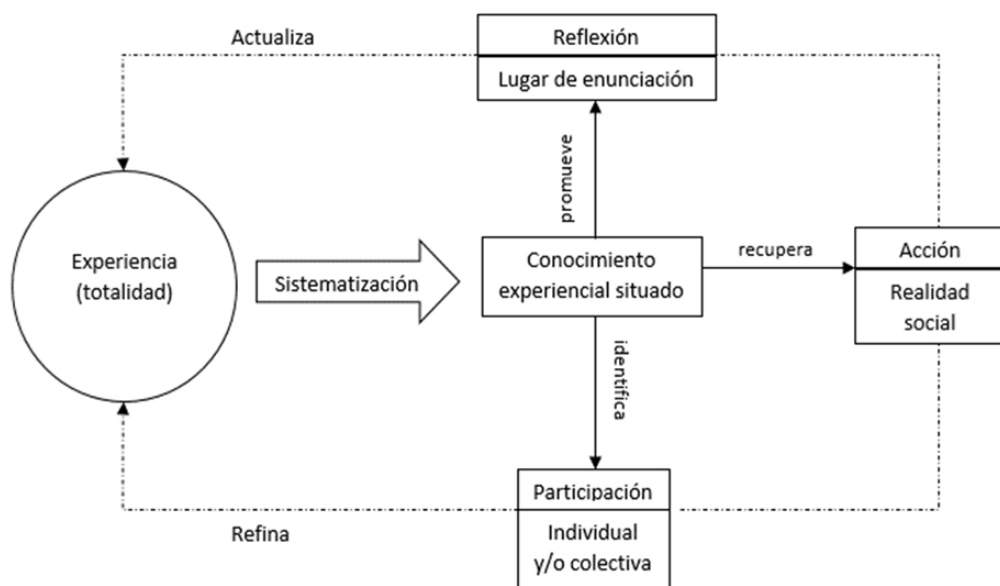 Actualiza
Reflexión
Lugar de enunciación
promueve
Experiencia
(totalidad)
Sistematización
Conocimiento
experiencial situado
recupera
Acción
Realidad
social
identifica
Participación
Individual
y/o colectiva
Refina